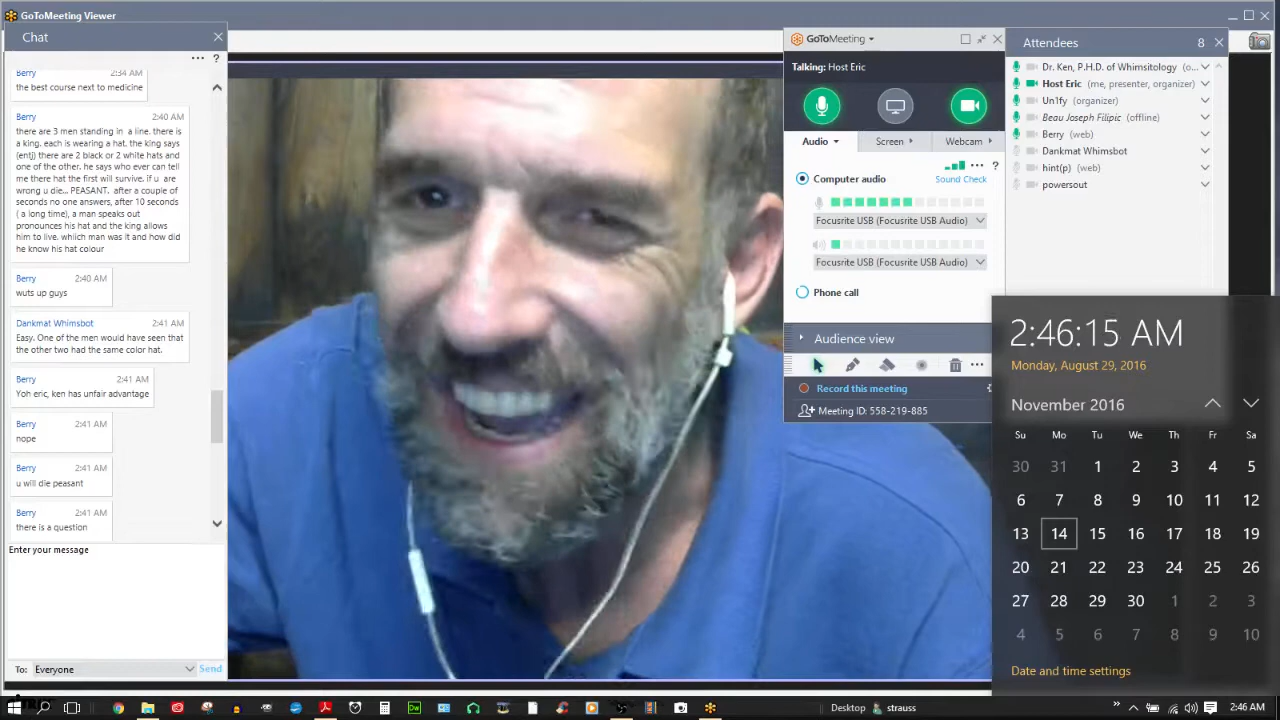 GoToMeeting Viewer
Chat
Berry 2:34 AM
the best course next to medicine
Berry 2:40 AM
there are 3 men standing in a line. there is
a king. each is wearing a hat. the king says
(entj) there are 2 black or 2 white hats and
one of the other. he says who ever can tell
me there hat the first will survive. if u are
wrong u die... PEASANT. after a couple of
seconds no one answers, after 10 seconds
( a long time), a man speaks out
pronounces his hat and the king allows
him to live. whlich man was it and how did
he know his hat colour
Berry 2:40 AM
wuts up guys
Dankmat Whimsbot 2:41 AM
Easy. One of the men would have seen that
the other two had the same color hat.
Berry 2:41 AM
Yoh eric, ken has unfair advantage
Berry 2:41 AM
nope
Berry 2:41 AM
u will die peasant
Berry 2:41 AM
there is a question
Enter your message
To: Everyone Send
GoToMeeting
Talking: Host Eric
Audio Screen Webcam
Computer audio Sound Check
Focusrite USB (Focusrite USB Audio)
Focusrite USB (Focusrite USB Audio)
Phone call
Audience view
Record this meeting
Meeting ID: 558-219-885
Attendees 8
Dr. Ken, P.H.D. of Whimsitology (o...
Host Eric (me, presenter, organizer)
Un1fy (organizer)
Beau Joseph Filipic (offline)
Berry (web)
Dankmat Whimsbot
hint(p) (web)
powersout
2:46:15 AM
Monday, August 29, 2016
November 2016
Su Mo Tu We Th Fr Sa
30 31 1 2 3 4 5
6 7 8 9 10 11 12
13 14 15 16 17 18 19
20 21 22 23 24 25 26
27 28 29 30 1 2 3
4 5 6 7 8 9 10
Date and time settings
Dw
Desktop strauss 2:46 AM